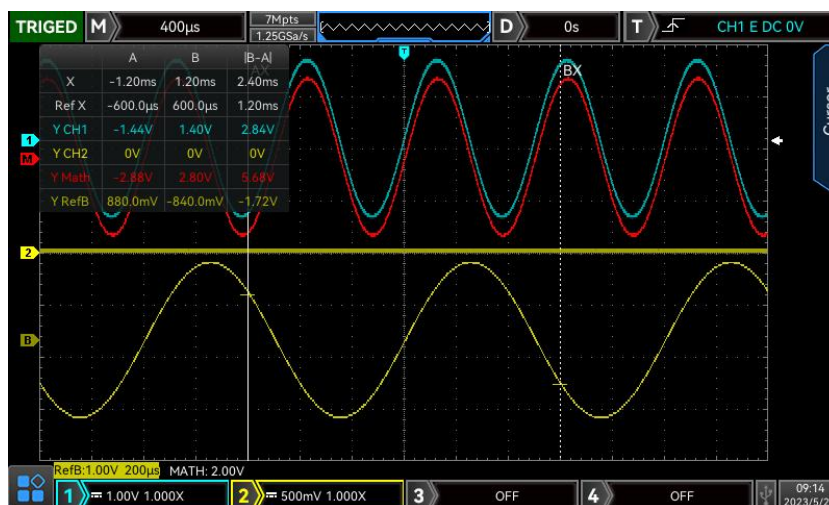 TRIGED M 400μs 7Mpts 1.25GSa/s D 0s T CH1 E DC 0V
T
A B |B-A|
AX
BX
X -1.20ms 1.20ms 2.40ms
Ref X -600.0μs 600.0μs 1.20ms
Y CH1 -1.44V 1.40V 2.84V
Y CH2 0V 0V 0V
Y Math -2.88V 2.80V 5.68V
Y RefB 880.0mV -840.0mV -1.72V
1
M
2
B
Cursor
RefB:1.00V 200μs MATH: 2.00V
1 1.00V 1.000X 2 500mV 1.000X 3 OFF 4 OFF
09:14